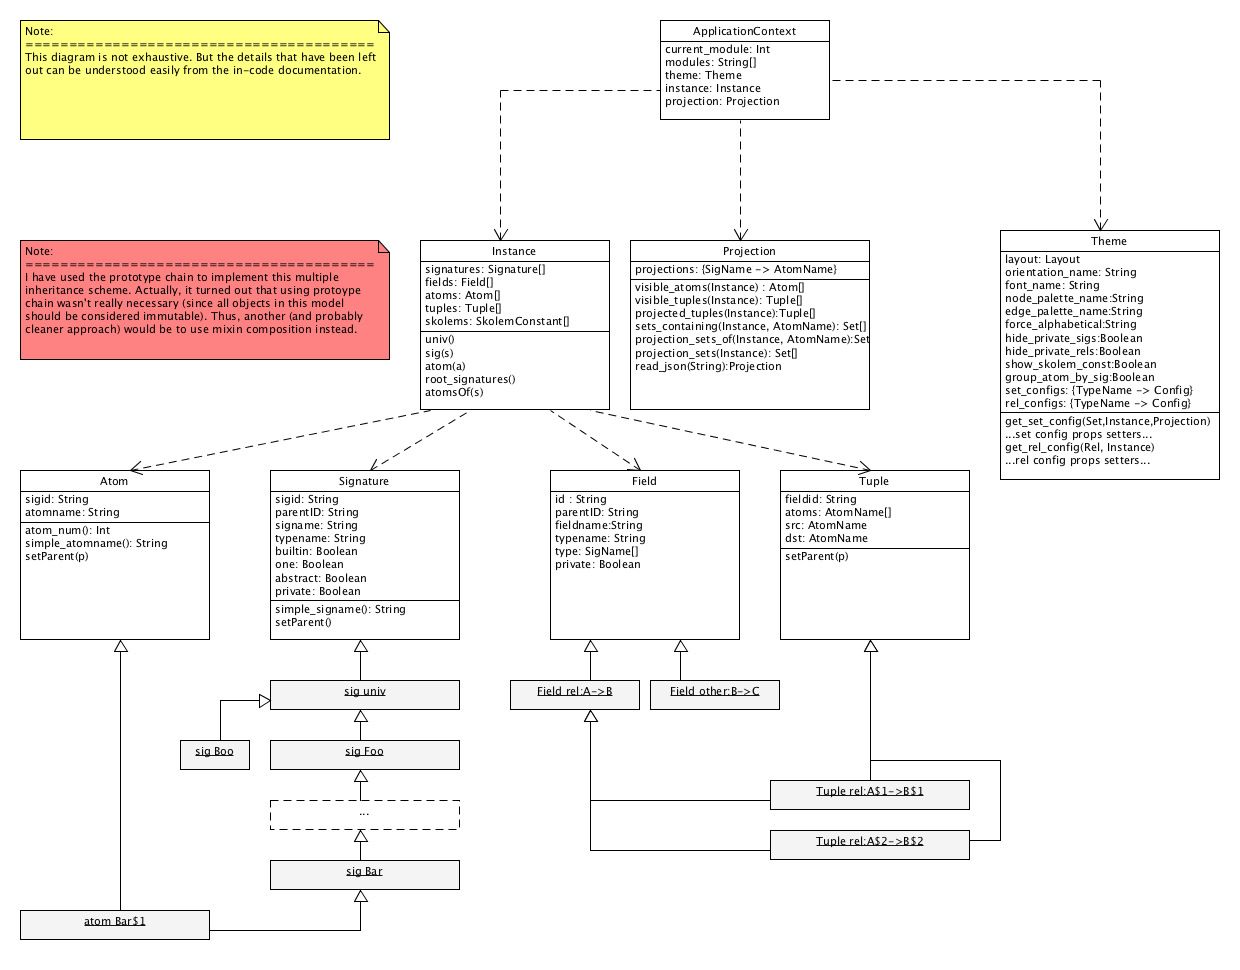 Note:
========================================
This diagram is not exhaustive. But the details that have been left
out can be understood easily from the in-code documentation.
ApplicationContext
current_module: Int
modules: String[]
theme: Theme
instance: Instance
projection: Projection
Note:
========================================
I have used the prototype chain to implement this multiple
inheritance scheme. Actually, it turned out that using protoype
chain wasn't really necessary (since all objects in this model
should be considered immutable). Thus, another (and probably
cleaner approach) would be to use mixin composition instead.
Instance
signatures: Signature[]
fields: Field[]
atoms: Atom[]
tuples: Tuple[]
skolems: SkolemConstant[]
univ()
sig(s)
atom(a)
root_signatures()
atomsOf(s)
Projection
projections: {SigName -> AtomName}
visible_atoms(Instance) : Atom[]
visible_tuples(Instance): Tuple[]
projected_tuples(Instance):Tuple[]
sets_containing(Instance, AtomName): Set[]
projection_sets_of(Instance, AtomName):Set
projection_sets(Instance): Set[]
read_json(String):Projection
Theme
layout: Layout
orientation_name: String
font_name: String
node_palette_name:String
edge_palette_name:String
force_alphabetical:String
hide_private_sigs:Boolean
hide_private_rels:Boolean
show_skolem_const:Boolean
group_atom_by_sig:Boolean
set_configs: {TypeName -> Config}
rel_configs: {TypeName -> Config}
get_set_config(Set,Instance,Projection)
...set config props setters...
get_rel_config(Rel, Instance)
...rel config props setters...
Atom
sigid: String
atomname: String
atom_num(): Int
simple_atomname(): String
setParent(p)
Signature
sigid: String
parentID: String
signame: String
typename: String
builtin: Boolean
one: Boolean
abstract: Boolean
private: Boolean
simple_signame(): String
setParent()
Field
id : String
parentID: String
fieldname:String
typename: String
type: SigName[]
private: Boolean
Tuple
fieldid: String
atoms: AtomName[]
src: AtomName
dst: AtomName
setParent(p)
sig univ
Field rel:A->B
Field other:B->C
sig Boo
sig Foo
Tuple rel:A$1->B$1
...
Tuple rel:A$2->B$2
sig Bar
atom Bar$1